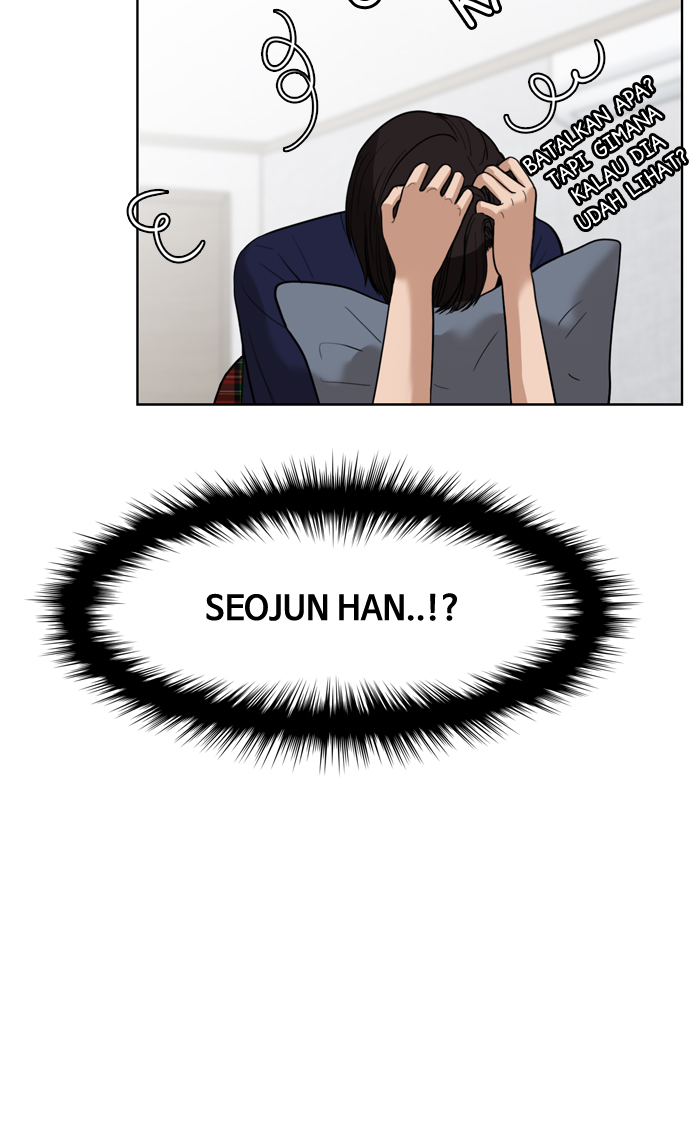 BATALKAN APA?
TAPI GIMANA
KALAU DIA
UDAH LIHAT!?
SEOJUN HAN..!?